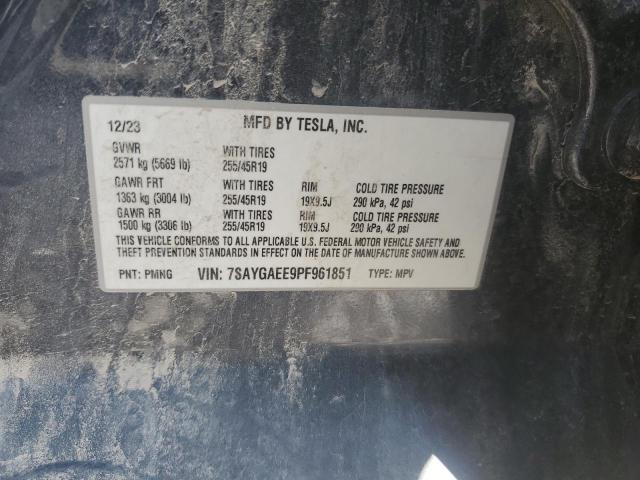 12/23 MFD BY TESLA, INC.
GVWR WITH TIRES
2571 kg (5669 lb) 255/45R19
GAWR FRT WITH TIRES RIM COLD TIRE PRESSURE
1363 kg (3004 lb) 255/45R19 19X9.5J 290 kPa, 42 psi
GAWR RR WITH TIRES RIM COLD TIRE PRESSURE
1500 kg (3306 lb) 255/45R19 19X9.5J 290 kPa, 42 psi
THIS VEHICLE CONFORMS TO ALL APPLICABLE U.S. FEDERAL MOTOR VEHICLE SAFETY AND
THEFT PREVENTION STANDARDS IN EFFECT ON THE DATE OF MANUFACTURE SHOWN ABOVE.
PNT: PMNG VIN: 7SAYGAEE9PF961851 TYPE: MPV